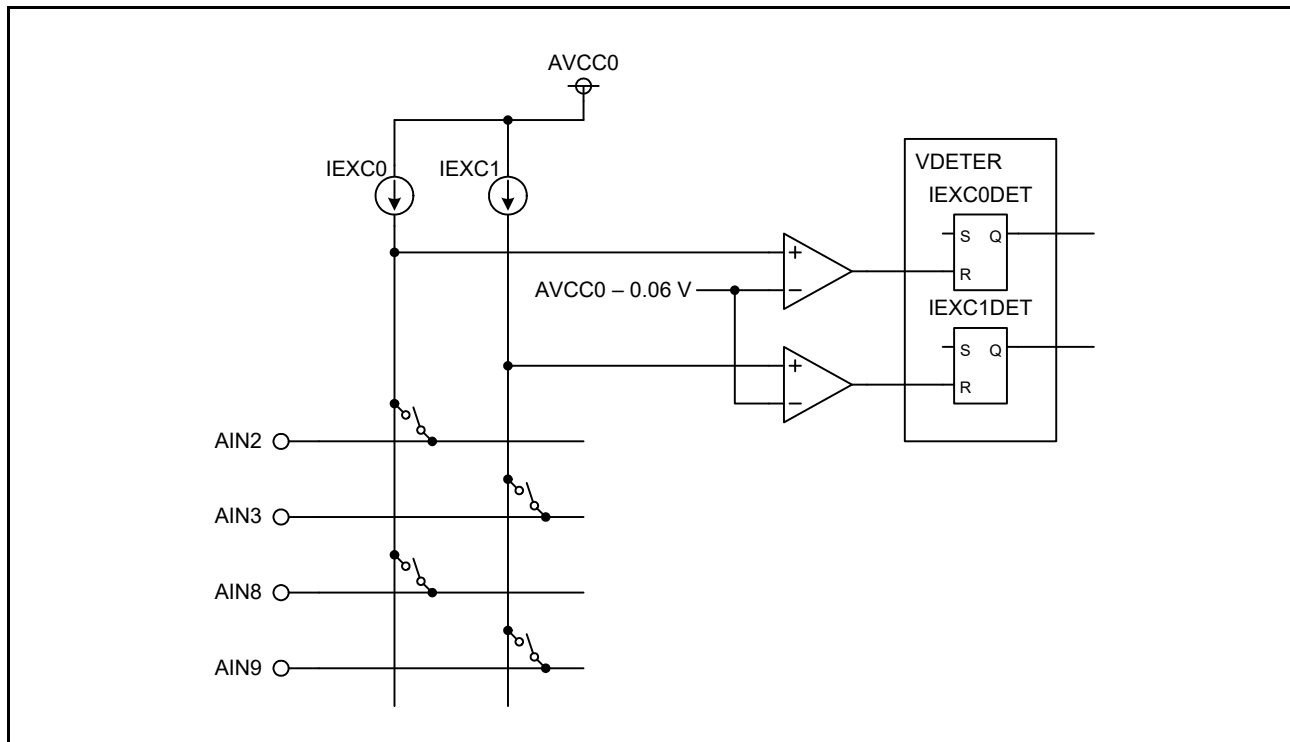 AVCC0
IEXC0
IEXC1
VDETER
IEXC0DET
S Q
R
+
−
AVCC0 – 0.06 V
IEXC1DET
S Q
R
+
−
AIN2
AIN3
AIN8
AIN9